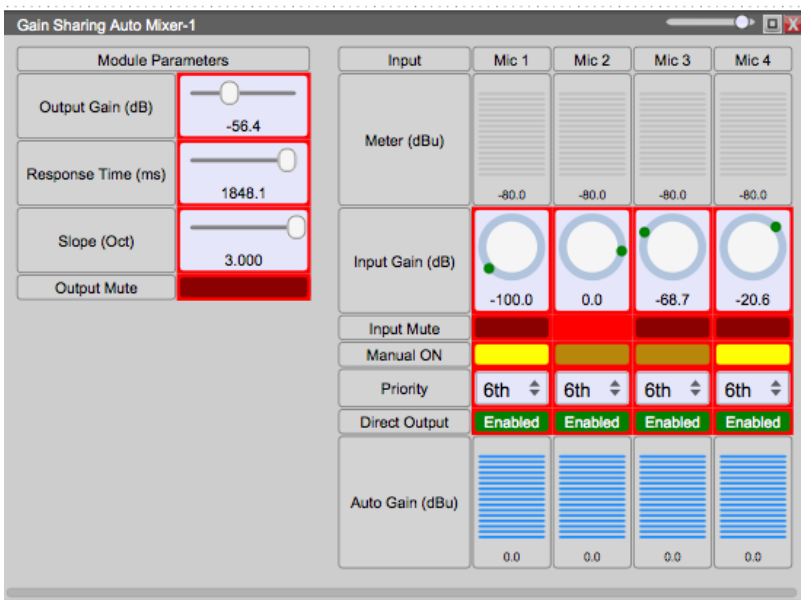 Gain Sharing Auto Mixer-1
Module Parameters
Output Gain (dB) -56.4
Response Time (ms) 1848.1
Slope (Oct) 3.000
Output Mute
Input Mic 1 Mic 2 Mic 3 Mic 4
Meter (dBu) -80.0 -80.0 -80.0 -80.0
Input Gain (dB) -100.0 0.0 -68.7 -20.6
Input Mute
Manual ON
Priority 6th 6th 6th 6th
Direct Output Enabled Enabled Enabled Enabled
Auto Gain (dBu) 0.0 0.0 0.0 0.0